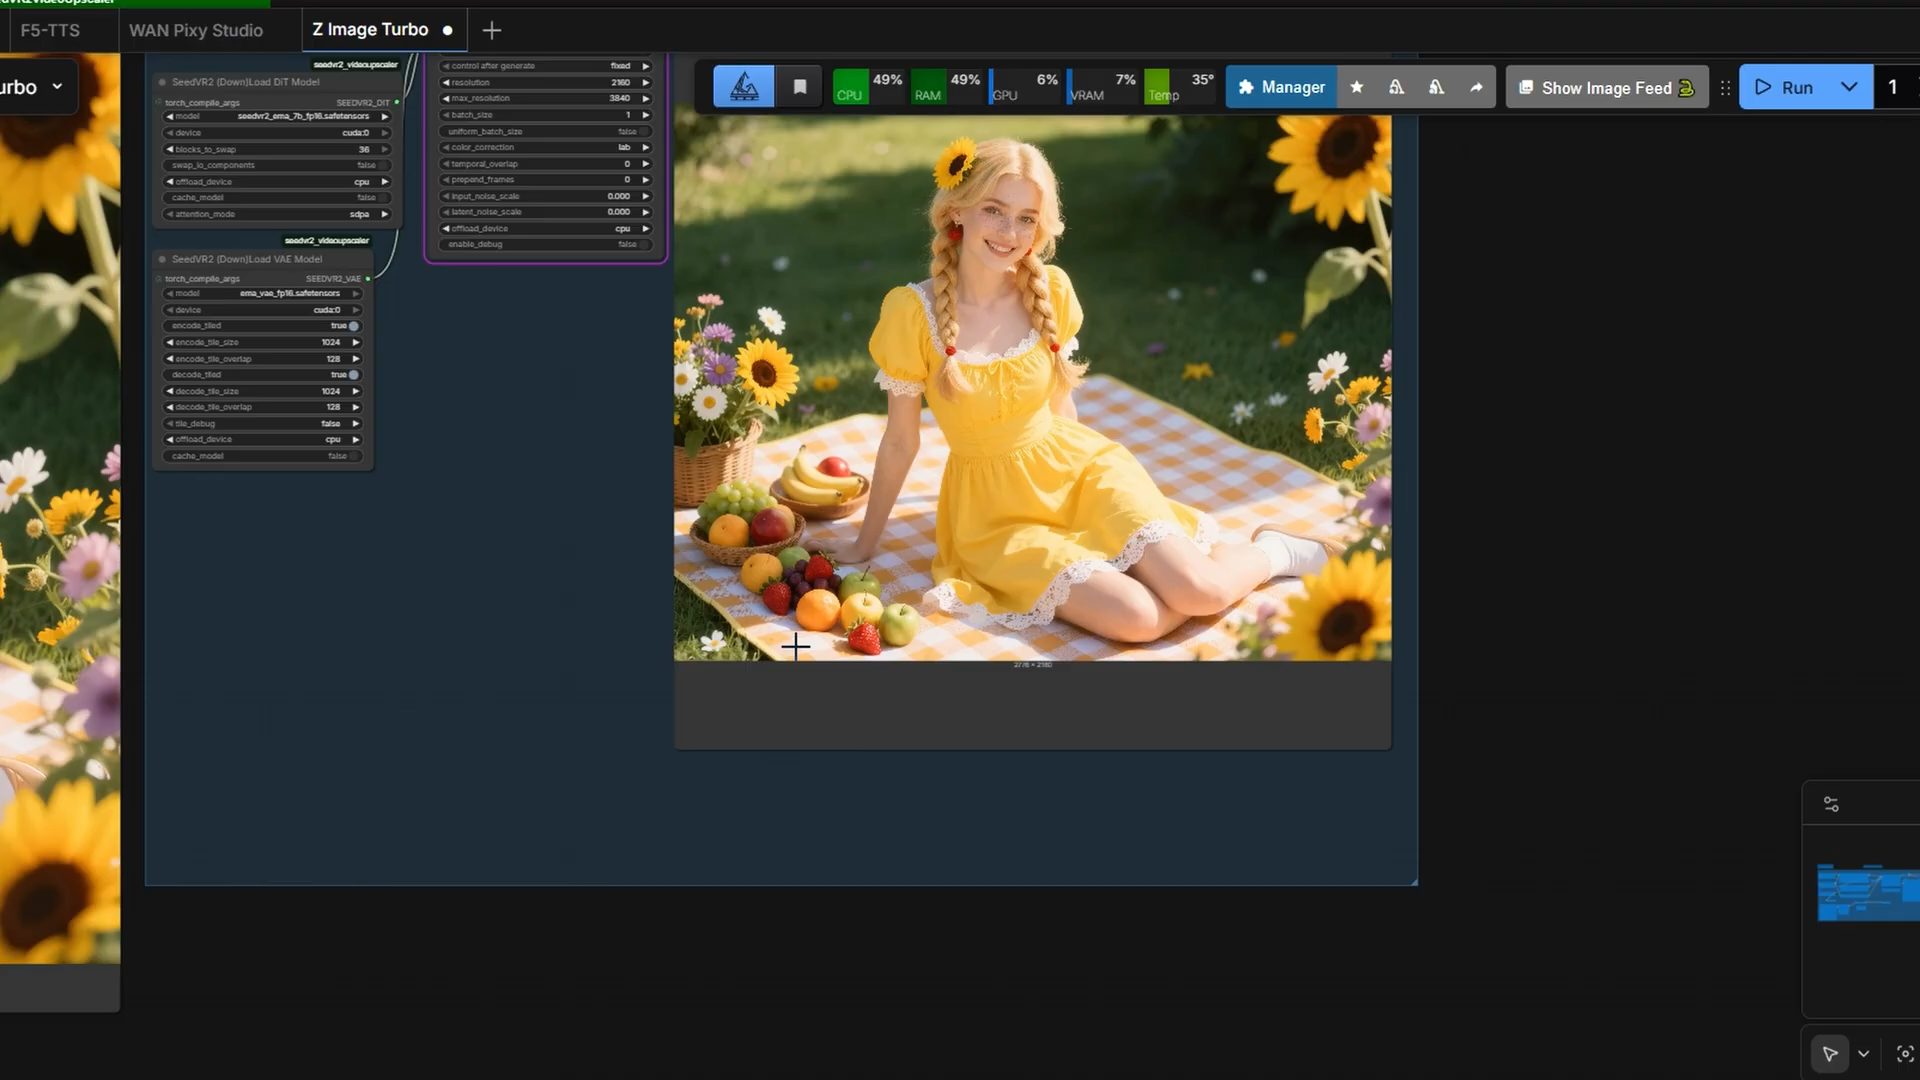 F5-TTS
WAN Pixy Studio
Z Image Turbo
urbo
CPU 49%
RAM 49%
GPU 6%
VRAM 7%
Temp 35°
Manager
Show Image Feed
Run
1
seedvr2_videoupscaler
SeedVR2 (Down)Load DiT Model
torch_compile_args SEEDVR2_DIT
model seedvr2_ema_7b_fp16.safetensors
device cuda:0
blocks_to_swap 36
swap_io_components false
offload_device cpu
cache_model false
attention_mode sdpa
seedvr2_videoupscaler
SeedVR2 (Down)Load VAE Model
torch_compile_args SEEDVR2_VAE
model ema_vae_fp16.safetensors
device cuda:0
encode_tiled true
encode_tile_size 1024
encode_tile_overlap 128
decode_tiled true
decode_tile_size 1024
decode_tile_overlap 128
tile_debug false
offload_device cpu
cache_model false
control after generate fixed
resolution 2160
max_resolution 3840
batch_size 1
uniform_batch_size false
color_correction lab
temporal_overlap 0
prepend_frames 0
input_noise_scale 0.000
latent_noise_scale 0.000
offload_device cpu
enable_debug false